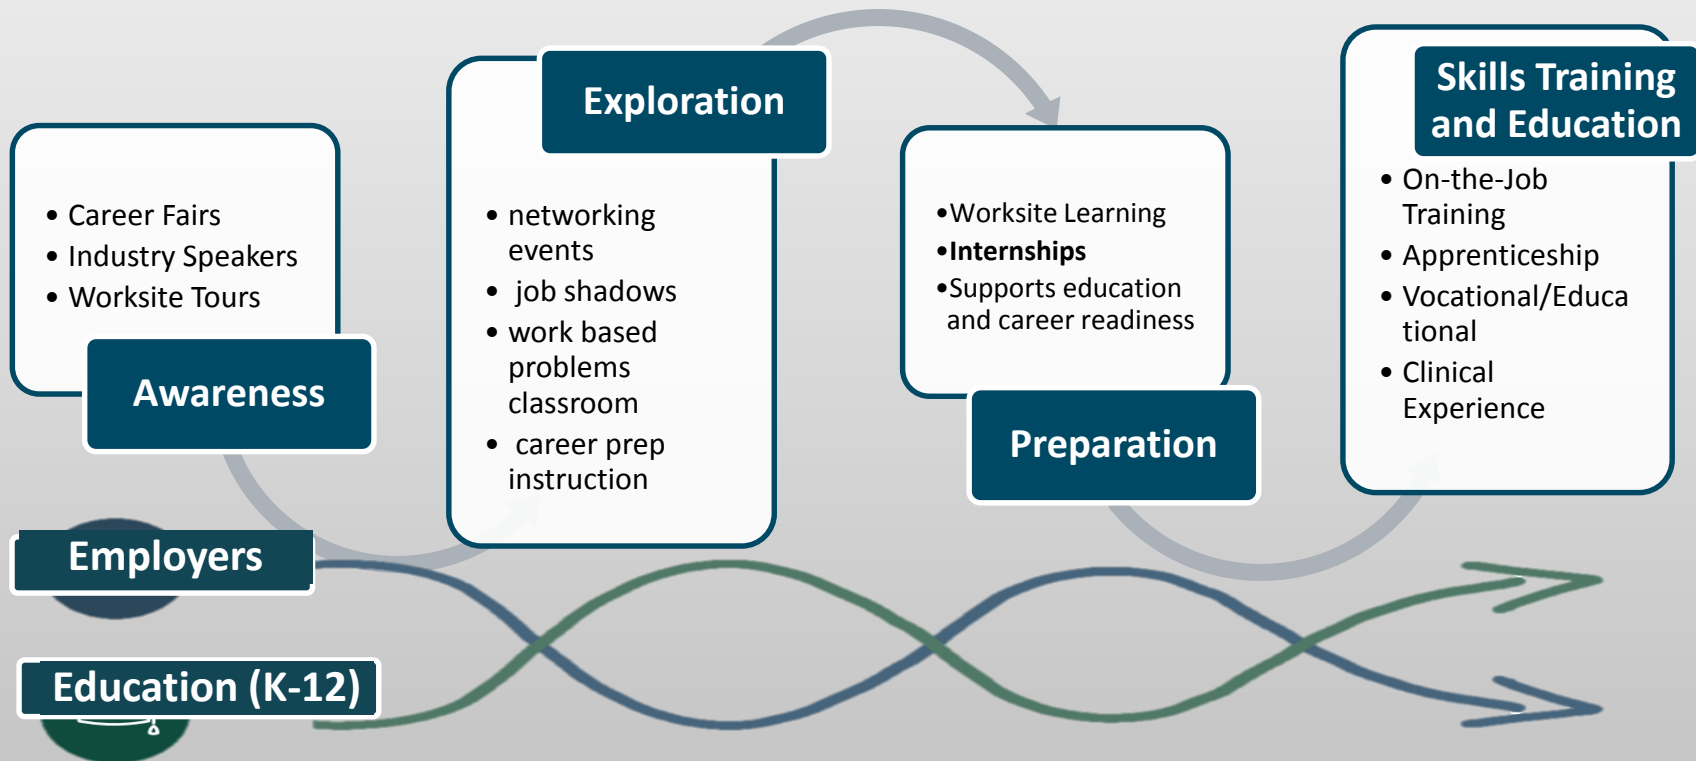 • Career Fairs
• Industry Speakers
• Worksite Tours
Awareness
Exploration
• networking
events
• job shadows
• work based
problems
classroom
• career prep
instruction
•Worksite Learning
•Internships
•Supports education
and career readiness
Preparation
Skills Training
and Education
• On-the-Job
Training
• Apprenticeship
• Vocational/Educa
tional
• Clinical
Experience
Employers
Education (K-12)